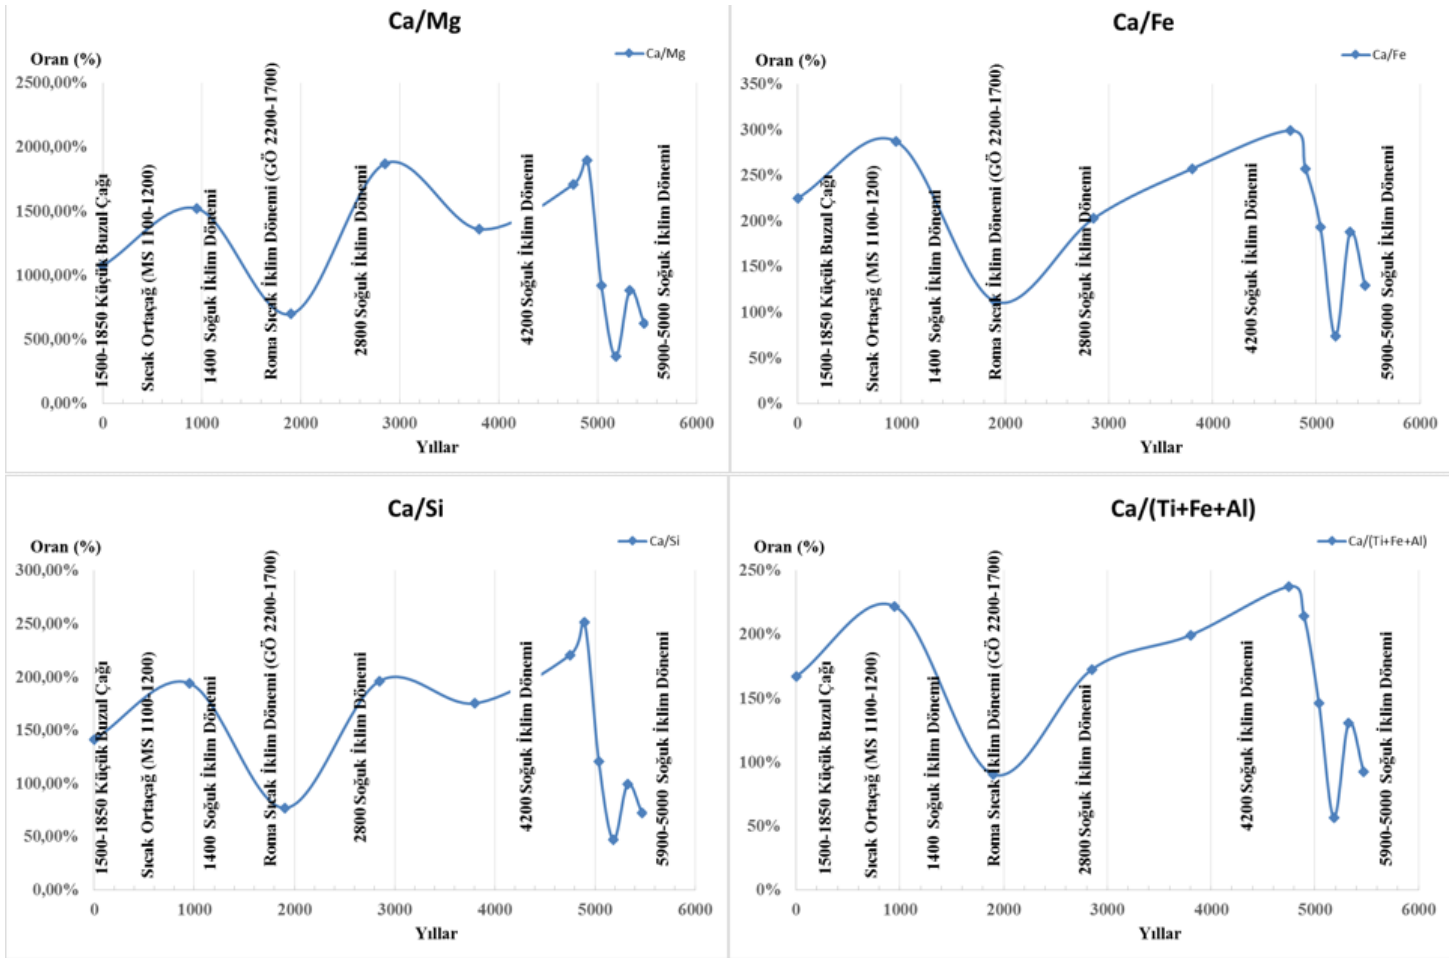 Ca/Mg
Oran (%)
Ca/Mg
2500,00%
2000,00%
1500,00%
1000,00%
500,00%
0,00%
1500-1850 Küçük Buzul Çağı
Sıcak Ortaçağ (MS 1100-1200)
1400 Soğuk İklim Dönemi
Roma Sıcak İklim Dönemi (GÖ 2200-1700)
2800 Soğuk İklim Dönemi
4200 Soğuk İklim Dönemi
5900-5000 Soğuk İklim Dönemi
0 1000 2000 3000 4000 5000 6000
Yıllar
Ca/Fe
Oran (%)
Ca/Fe
350%
300%
250%
200%
150%
100%
50%
0%
1500-1850 Küçük Buzul Çağı
Sıcak Ortaçağ (MS 1100-1200)
1400 Soğuk İklim Dönemi
Roma Sıcak İklim Dönemi (GÖ 2200-1700)
2800 Soğuk İklim Dönemi
4200 Soğuk İklim Dönemi
5900-5000 Soğuk İklim Dönemi
0 1000 2000 3000 4000 5000 6000
Yıllar
Ca/Si
Oran (%)
Ca/Si
300,00%
250,00%
200,00%
150,00%
100,00%
50,00%
0,00%
1500-1850 Küçük Buzul Çağı
Sıcak Ortaçağ (MS 1100-1200)
1400 Soğuk İklim Dönemi
Roma Sıcak İklim Dönemi (GÖ 2200-1700)
2800 Soğuk İklim Dönemi
4200 Soğuk İklim Dönemi
5900-5000 Soğuk İklim Dönemi
0 1000 2000 3000 4000 5000 6000
Yıllar
Ca/(Ti+Fe+Al)
Oran (%)
Ca/(Ti+Fe+Al)
250%
200%
150%
100%
50%
0%
1500-1850 Küçük Buzul Çağı
Sıcak Ortaçağ (MS 1100-1200)
1400 Soğuk İklim Dönemi
Roma Sıcak İklim Dönemi (GÖ 2200-1700)
2800 Soğuk İklim Dönemi
4200 Soğuk İklim Dönemi
5900-5000 Soğuk İklim Dönemi
0 1000 2000 3000 4000 5000 6000
Yıllar